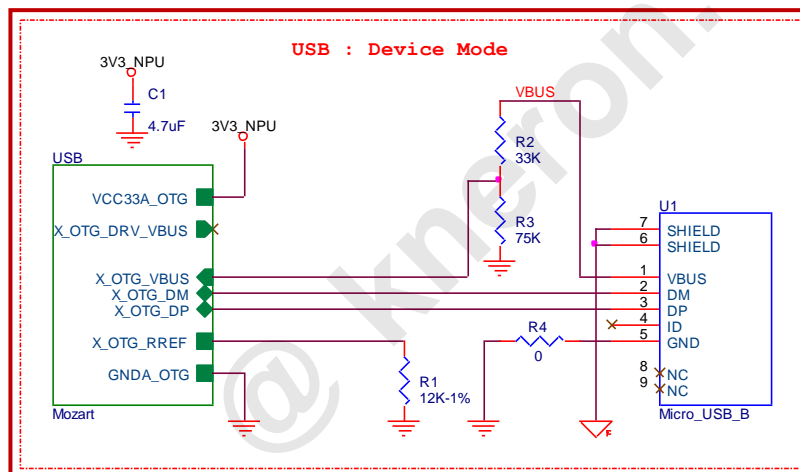 USB : Device Mode
3V3_NPU
C1
4.7uF
3V3_NPU
VBUS
R2
33K
R3
75K
USB
VCC33A_OTG
X_OTG_DRV_VBUS
X_OTG_VBUS
X_OTG_DM
X_OTG_DP
X_OTG_RREF
GNDA_OTG
Mozart
R1
12K-1%
R4
0
U1
7 SHIELD
6 SHIELD
1 VBUS
2 DM
3 DP
4 ID
5 GND
8 NC
9 NC
Micro_USB_B
@ kneron.